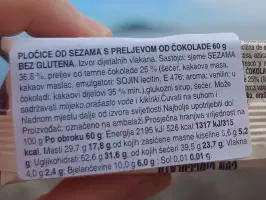 PLOČICE OD SEZAMA S PRELJEVOM OD ČOKOLADE 60 g
BEZ GLUTENA. Izvor dijetalnih vlakana. Sastojci: sjeme SEZAMA
36,8 %, preljev od tamne čokolade 25 % (šećer, kakaova masa,
kakaov maslac, emulgatori: SOJIN lecitin, E 476; aroma: vanilin; u
čokoladi: kakaovi dijelovi 35 % min.), glukozni sirup, šećer. Može
sadržavati mlijeko, orašasto voće i kikiriki. Čuvati na suhom i
hladnom mjestu dalje od izvora svjetlosti. Najbolje upotrijebiti do/
Proizvođač: označeno na ambalaži. Prosječna hranjiva vrijednost na
100 g Po obroku 60 g: Energija 2195 kJ/ 526 kcal 1317 kJ/315
kcal, Masti 29,7 g 17,8 g, od kojih zasićene masne kiseline 8,6 g 5,2
g, Ugljikohidrati 52,6 g 31,6 g, od kojih šećeri 39,5 g 23,7 g, Vlakna
4,0 g 2,4 g, Bjelančevine 10,0 g 6,0 g, Sol 0,01 0,01 g.